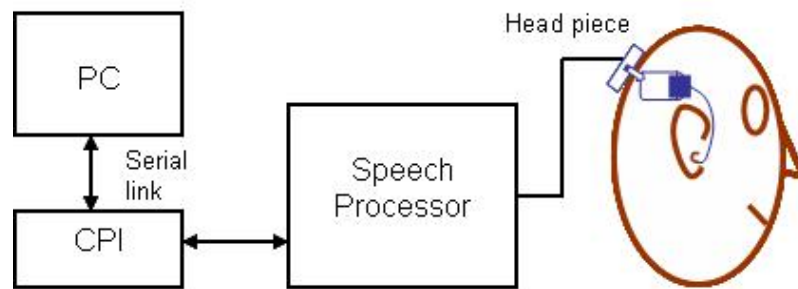 Head piece
PC
Serial
link
Speech
Processor
CPI